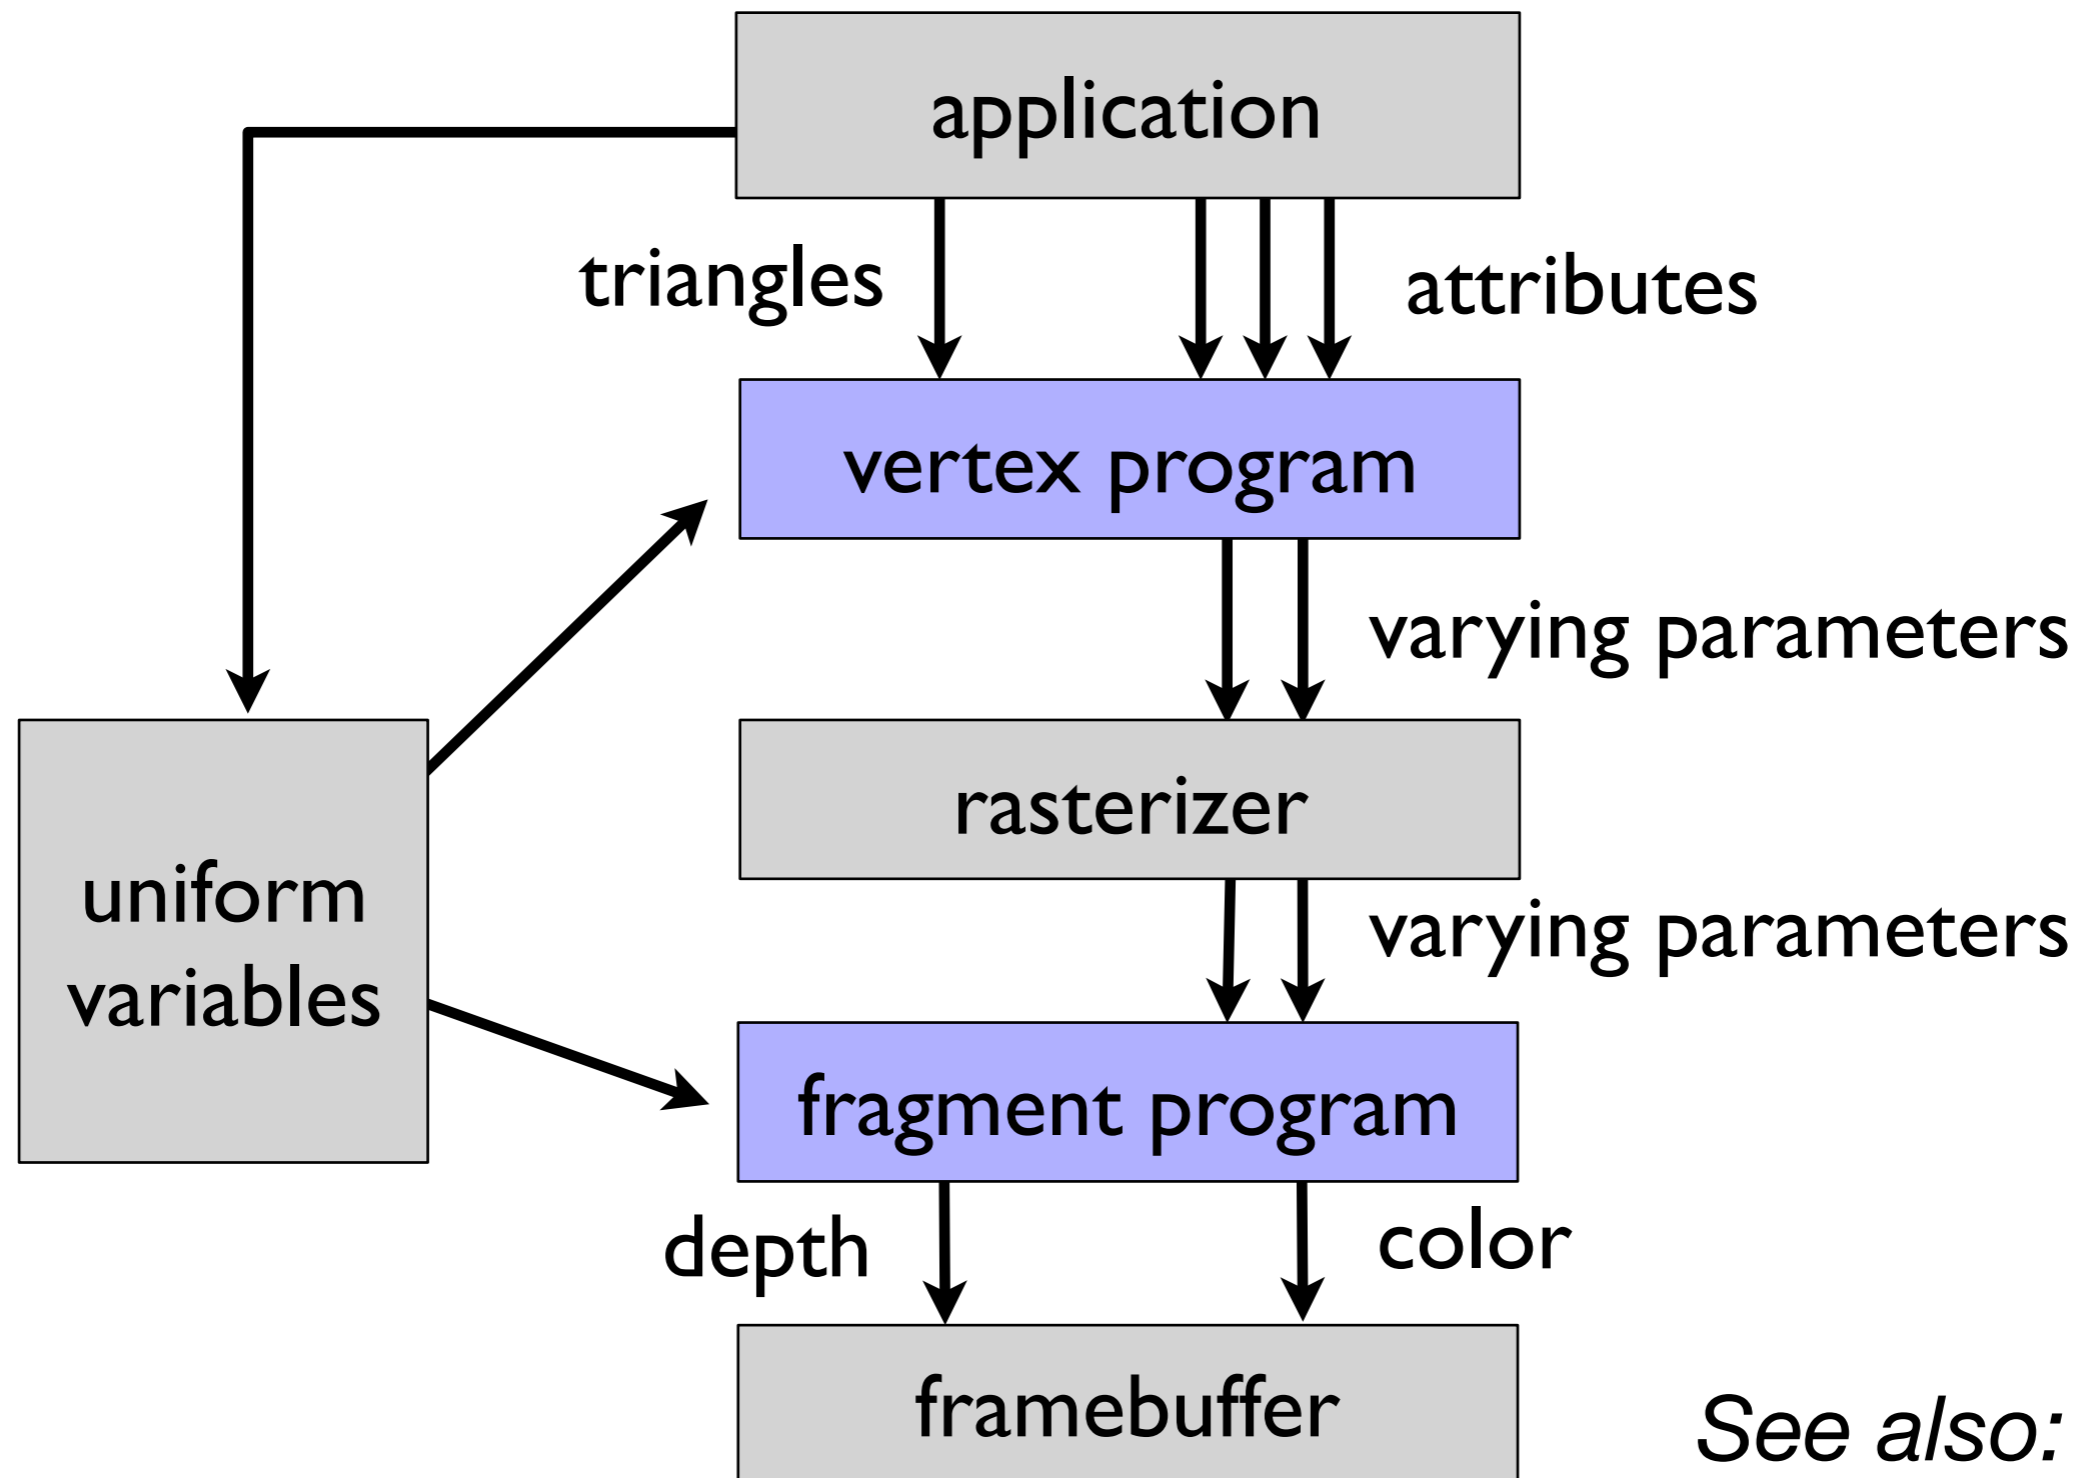 application
triangles
attributes
vertex program
varying parameters
rasterizer
uniform
variables
varying parameters
fragment program
depth
color
framebuffer
See also: